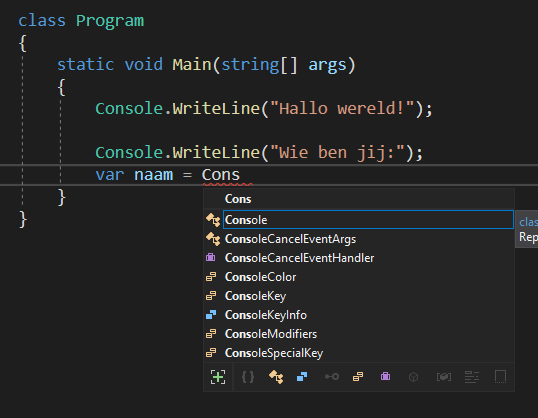 class Program
{
static void Main(string[] args)
{
Console.WriteLine("Hallo wereld!");
Console.WriteLine("Wie ben jij:");
var naam = Cons
}
}
Cons
Console
ConsoleCancelEventArgs
ConsoleCancelEventHandler
ConsoleColor
ConsoleKey
ConsoleKeyInfo
ConsoleModifiers
ConsoleSpecialKey
clas
Rep